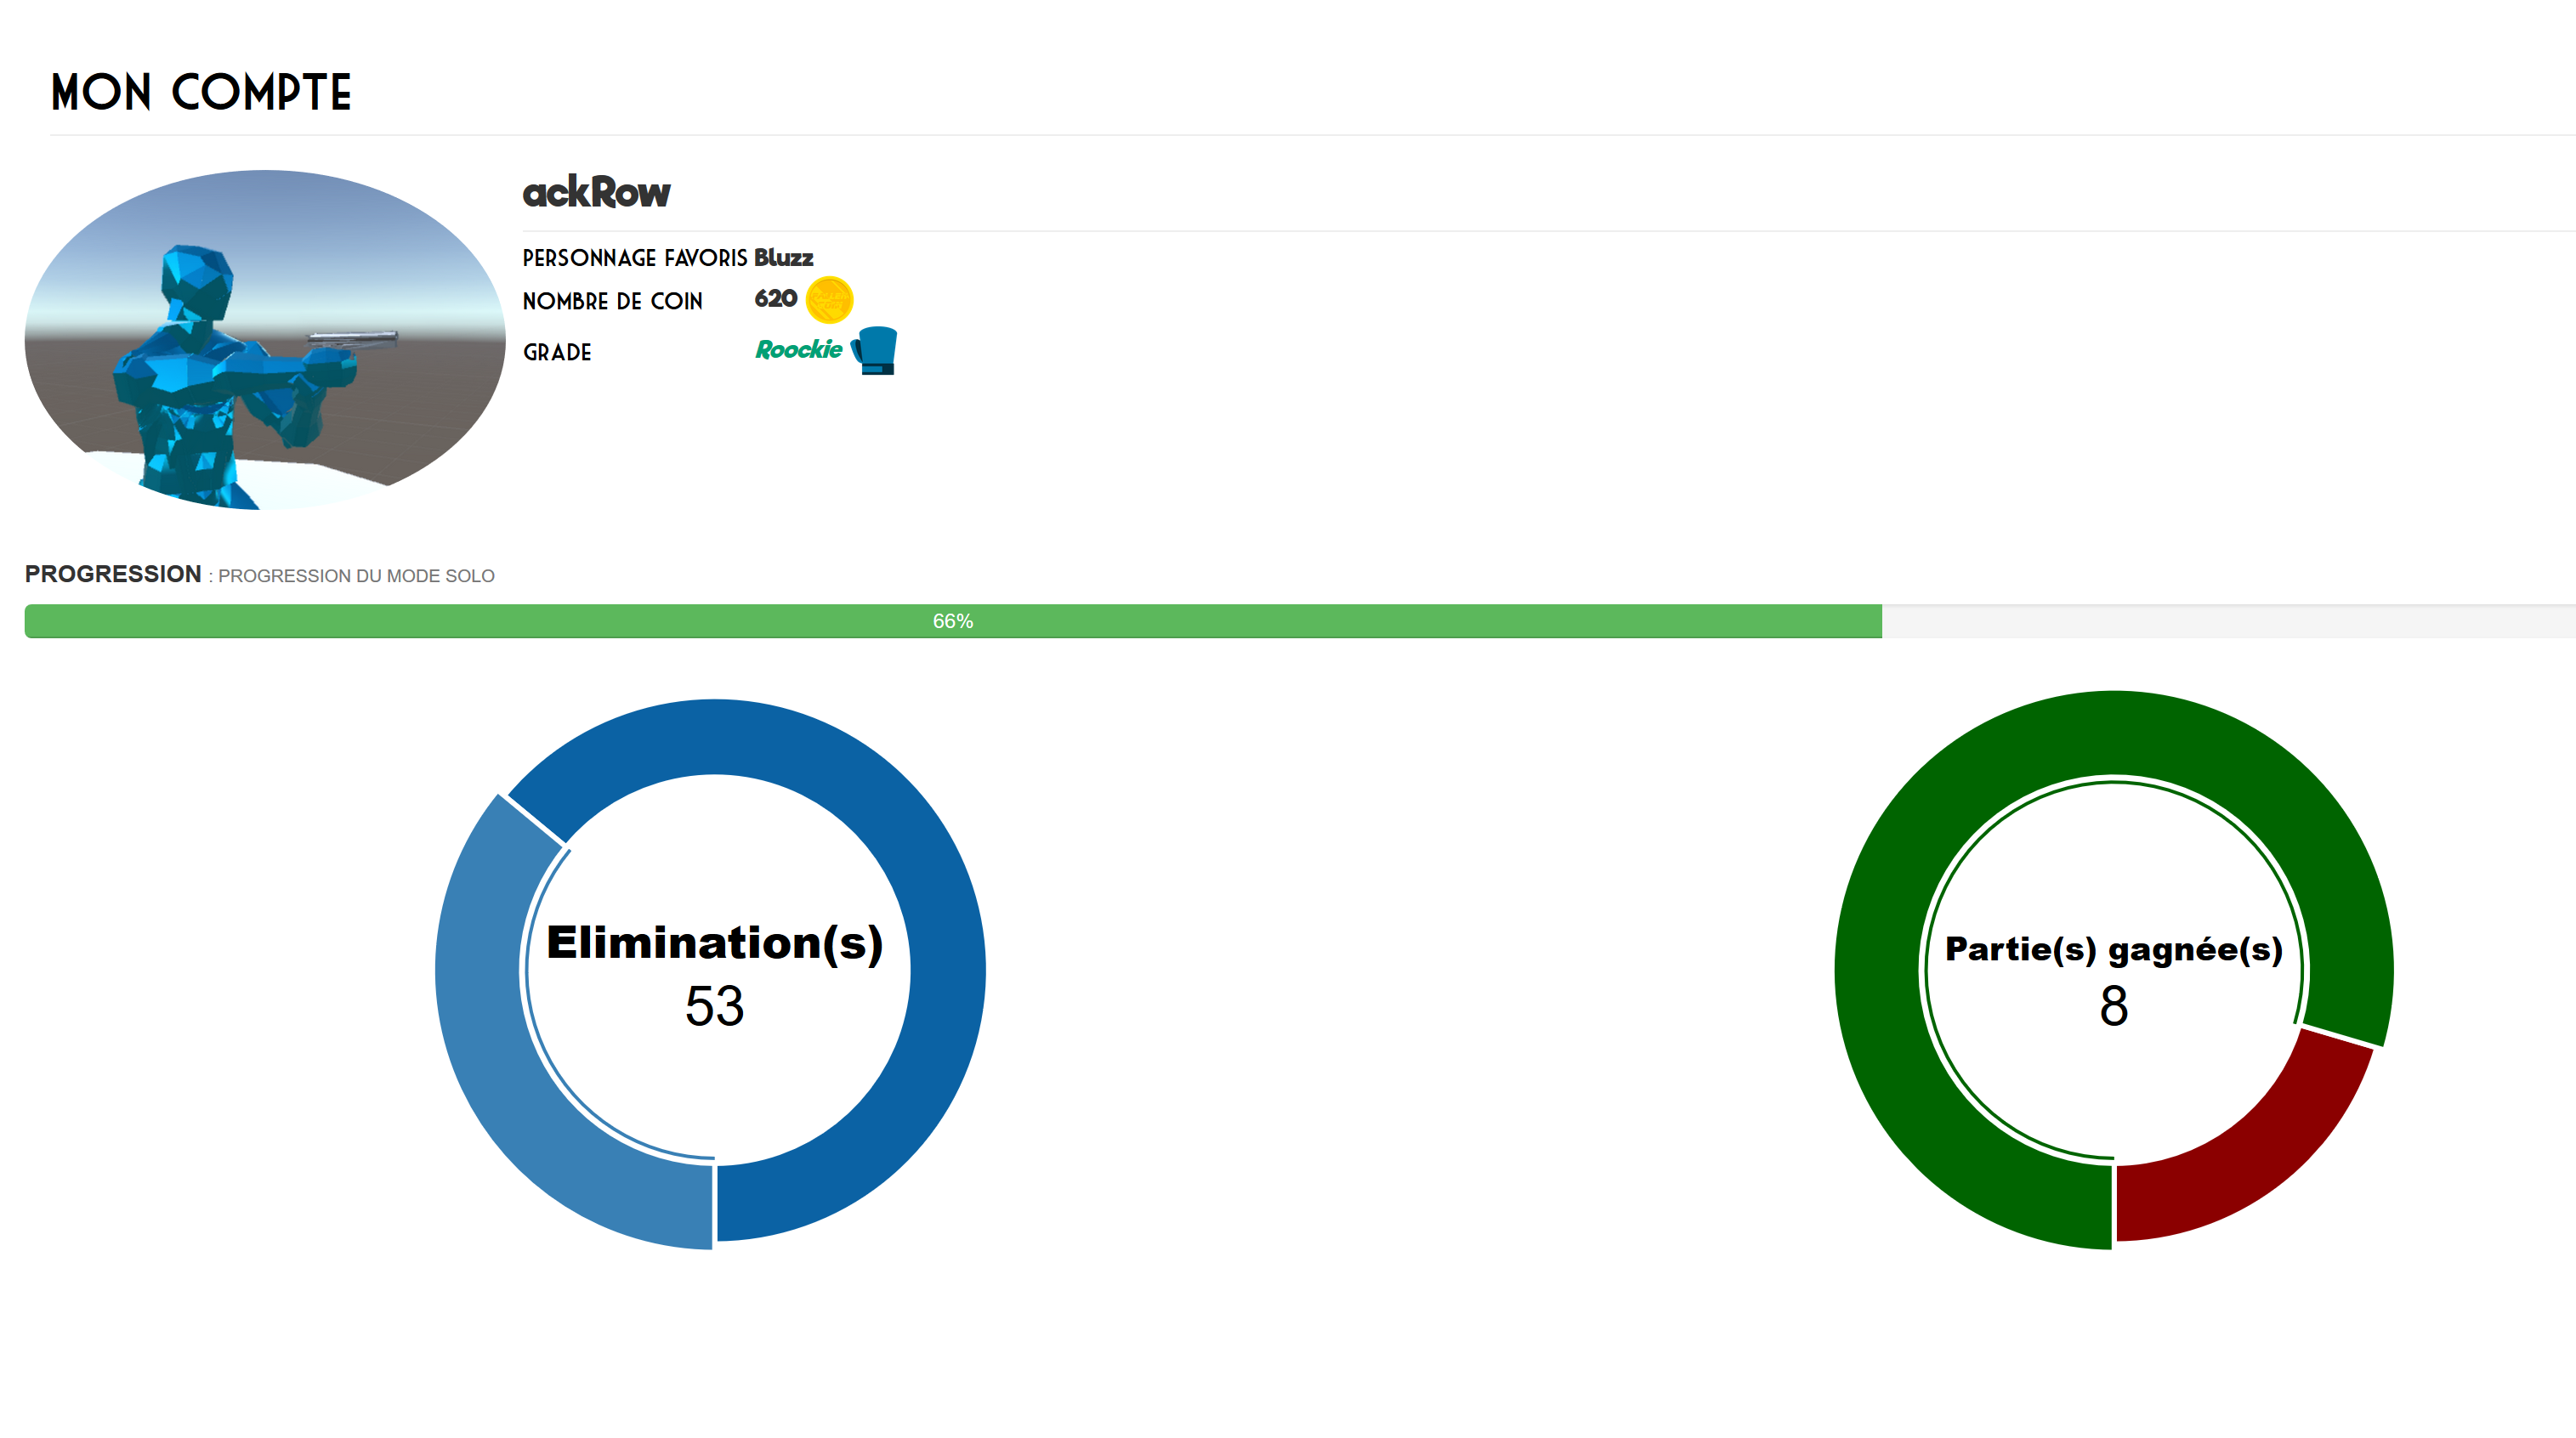 MON COMPTE
ackRow
PERSONNAGE FAVORIS Bluzz
NOMBRE DE COIN 620
GRADE Roockie
PROGRESSION : PROGRESSION DU MODE SOLO
66%
Elimination(s)
53
Partie(s) gagnée(s)
8